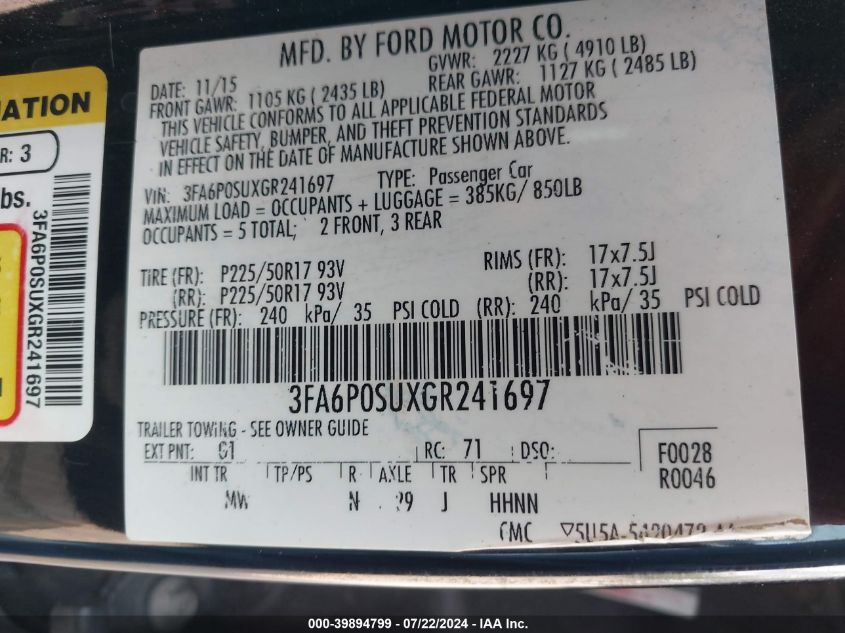 MFD. BY FORD MOTOR CO.
DATE: 11/15
GVWR: 2227 KG ( 4910 LB)
FRONT GAWR: 1105 KG ( 2435 LB)
REAR GAWR: 1127 KG ( 2485 LB)
THIS VEHICLE CONFORMS TO ALL APPLICABLE FEDERAL MOTOR
VEHICLE SAFETY, BUMPER, AND THEFT PREVENTION STANDARDS
IN EFFECT ON THE DATE OF MANUFACTURE SHOWN ABOVE.
VIN: 3FA6P0SUXGR241697 TYPE: Passenger Car
MAXIMUM LOAD = OCCUPANTS + LUGGAGE = 385KG/ 850LB
OCCUPANTS = 5 TOTAL; 2 FRONT, 3 REAR
TIRE (FR): P225/50R17 93V RIMS (FR): 17x7.5J
(RR): P225/50R17 93V (RR): 17x7.5J
PRESSURE (FR): 240 kPa/ 35 PSI COLD (RR): 240 kPa/ 35 PSI COLD
3FA6P0SUXGR241697
TRAILER TOWING - SEE OWNER GUIDE
EXT PNT: G1 RC: 71 DSO: F0028
INT TR TP/PS R AXLE TR SPR R0046
MW N 29 J HHNN
R: 3
bs.
3FA6P0SUXGR241697
000-39894799 / 07/22/2024 - IAA Inc.